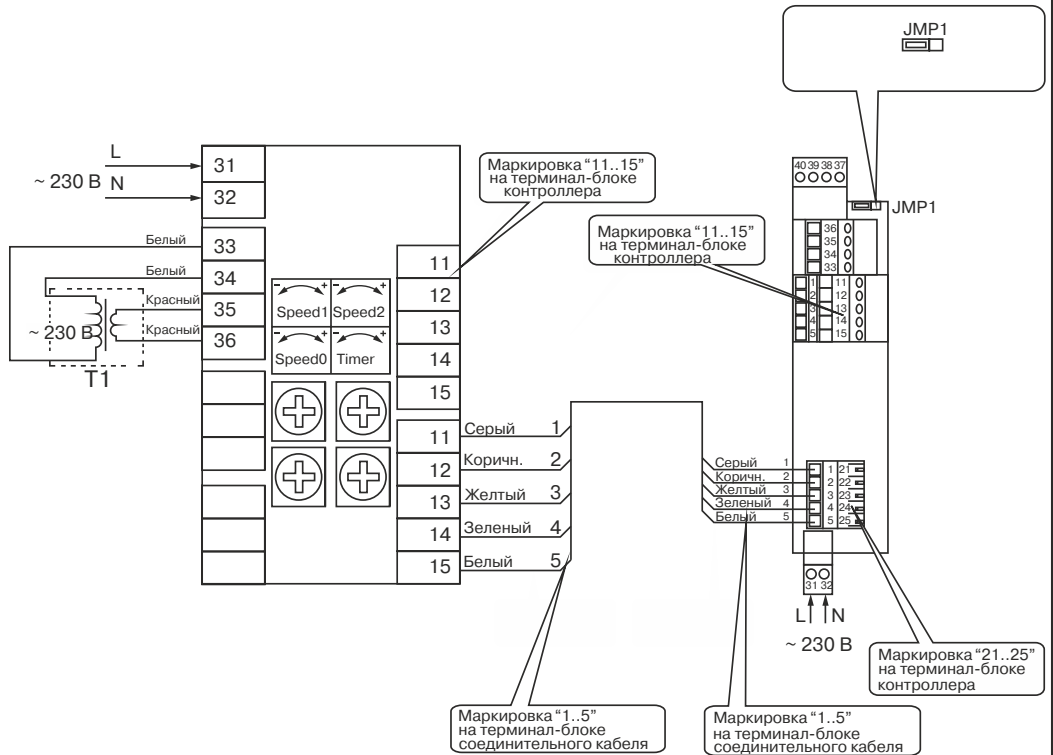 JMP1
L
~ 230 В
N
31
32
Белый
33
Белый
34
Красный
35
Красный
36
~ 230 В
T1
- +
Speed1
- +
Speed2
- +
Speed0
- +
Timer
11
12
13
14
15
11
12
13
14
15
Серый 1
Коричн. 2
Желтый 3
Зеленый 4
Белый 5
Маркировка “11..15”
на терминал-блоке
контроллера
Маркировка “11..15”
на терминал-блоке
контроллера
40 39 38 37
JMP1
36
35
34
33
1 11
2 12
3 13
4 14
5 15
Серый 1
Коричн. 2
Желтый 3
Зеленый 4
Белый 5
1 21
2 22
3 23
4 24
5 25
31 32
L N
~ 230 В
Маркировка “21..25”
на терминал-блоке
контроллера
Маркировка “1..5”
на терминал-блоке
соединительного кабеля
Маркировка “1..5”
на терминал-блоке
соединительного кабеля